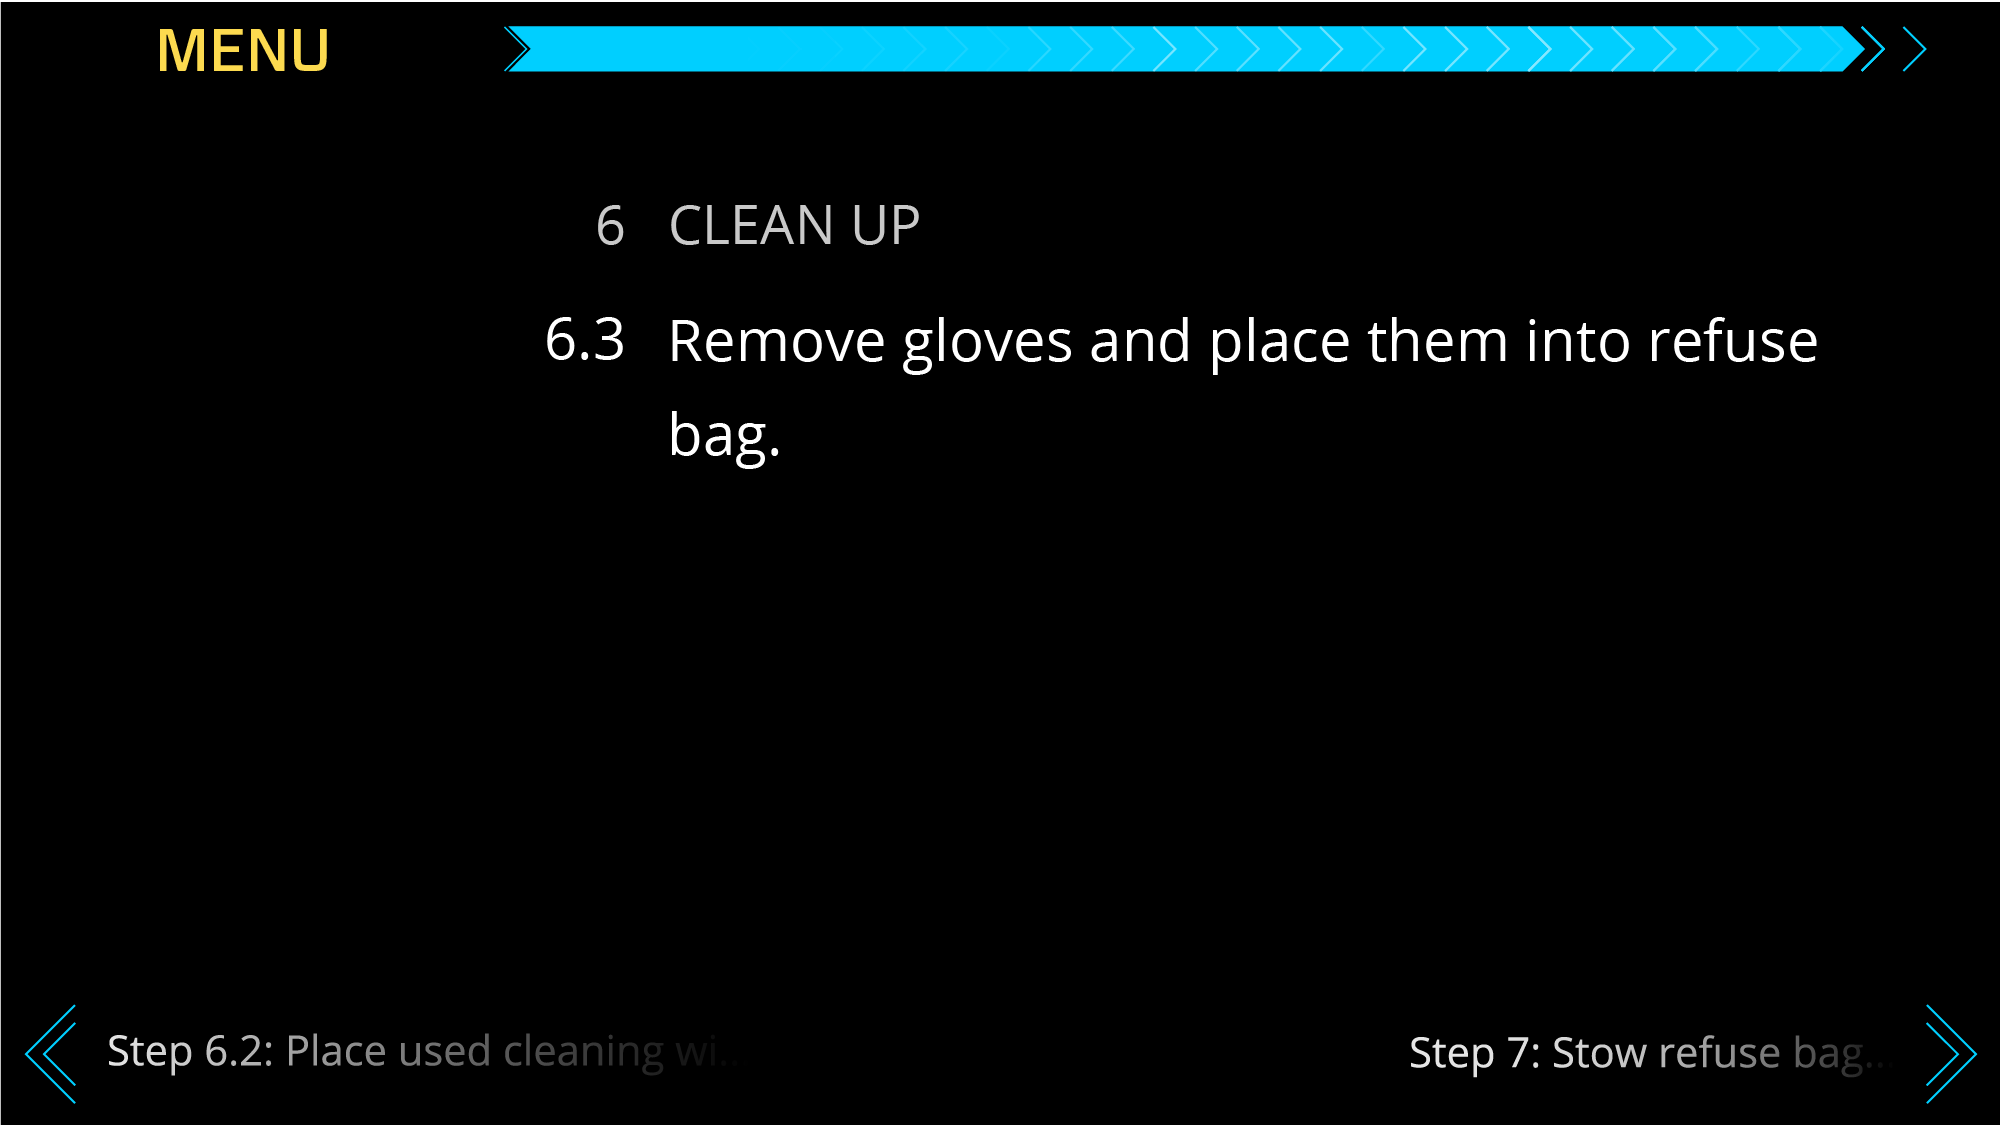 MENU
6 CLEAN UP
6.3 Remove gloves and place them into refuse
bag.
Step 6.2: Place used cleaning wi...
Step 7: Stow refuse bag...